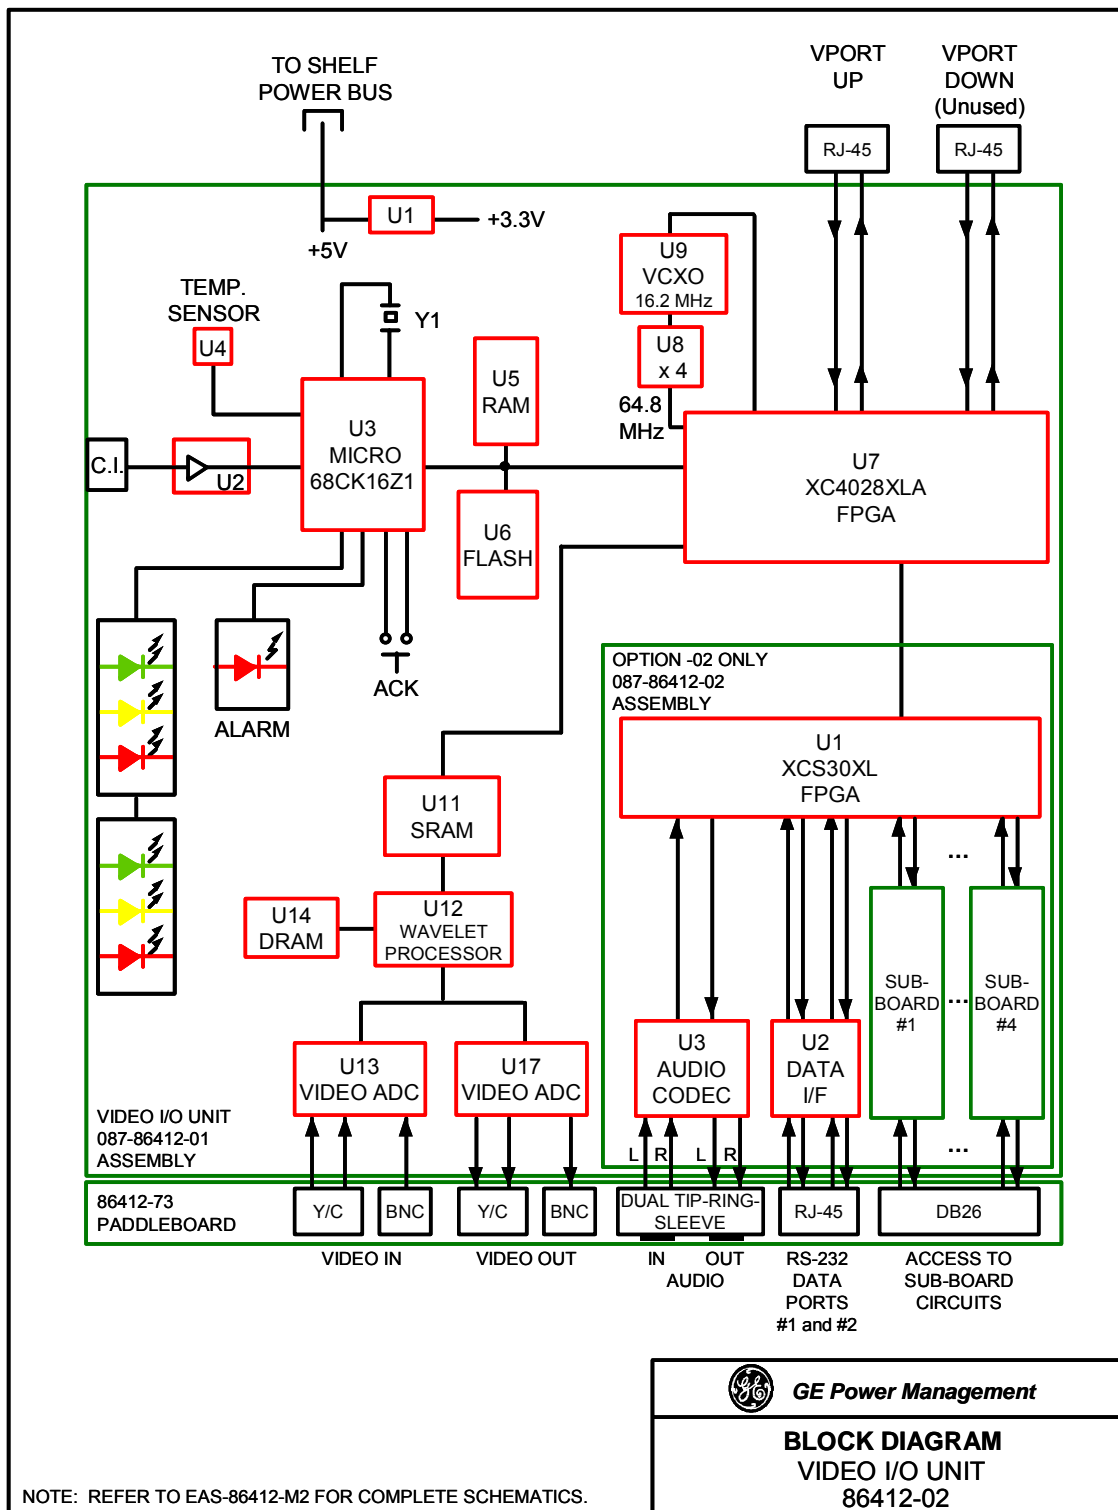 TO SHELF
POWER BUS
VPORT
UP
VPORT
DOWN
(Unused)
RJ-45
RJ-45
U1
+3.3V
+5V
U9
VCXO
16.2 MHz
TEMP.
SENSOR
U4
Y1
U8
x 4
U5
RAM
64.8
MHz
U3
MICRO
68CK16Z1
C.I.
U2
U7
XC4028XLA
FPGA
U6
FLASH
ACK
ALARM
OPTION -02 ONLY
087-86412-02
ASSEMBLY
U1
XCS30XL
FPGA
U11
SRAM
...
U14
DRAM
U12
WAVELET
PROCESSOR
SUB-
BOARD
#1
...
SUB-
BOARD
#4
U13
VIDEO ADC
U17
VIDEO ADC
U3
AUDIO
CODEC
U2
DATA
I/F
VIDEO I/O UNIT
087-86412-01
ASSEMBLY
L R L R
...
86412-73
PADDLEBOARD
Y/C
BNC
Y/C
BNC
DUAL TIP-RING-
SLEEVE
RJ-45
DB26
VIDEO IN
VIDEO OUT
IN OUT
AUDIO
RS-232
DATA
PORTS
#1 and #2
ACCESS TO
SUB-BOARD
CIRCUITS
GE GE Power Management
BLOCK DIAGRAM
VIDEO I/O UNIT
86412-02
NOTE: REFER TO EAS-86412-M2 FOR COMPLETE SCHEMATICS.